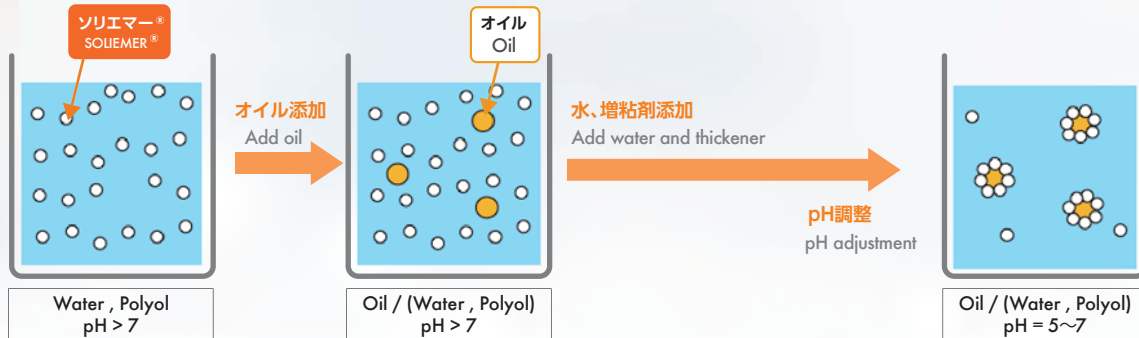 ソリエマー®
SOLIEMER®
オイル
Oil
オイル添加
Add oil
水、増粘剤添加
Add water and thickener
pH調整
pH adjustment
Water , Polyol
pH > 7
Oil / (Water , Polyol)
pH > 7
Oil / (Water , Polyol)
pH = 5〜7